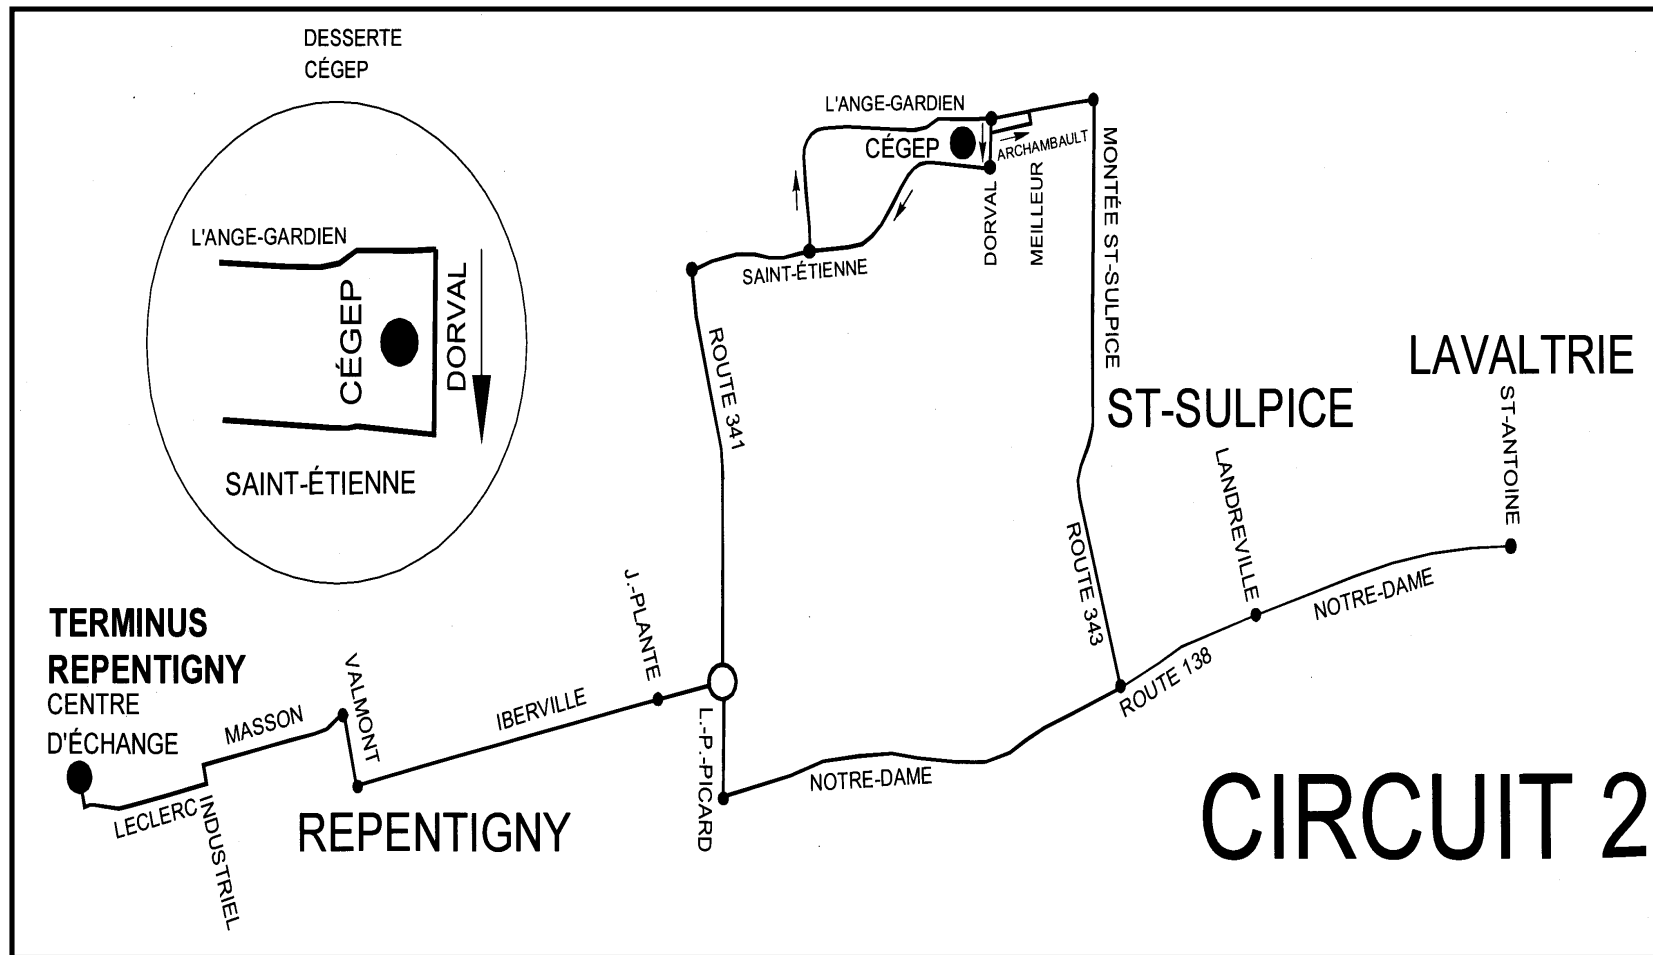 DESSERTE
CÉGEP
L'ANGE-GARDIEN
CÉGEP
DORVAL
SAINT-ÉTIENNE
L'ANGE-GARDIEN
CÉGEP
ARCHAMBAULT
DORVAL
MEILLEUR
MONTÉE ST-SULPICE
SAINT-ÉTIENNE
ROUTE 341
LAVALTRIE
ST-SULPICE
ST-ANTOINE
LANDREVILLE
ROUTE 343
NOTRE-DAME
ROUTE 138
J.-PLANTE
TERMINUS
REPENTIGNY
CENTRE
D'ÉCHANGE
VALMONT
MASSON
IBERVILLE
L.-P.-PICARD
NOTRE-DAME
LECLERC
INDUSTRIEL
REPENTIGNY
CIRCUIT 2